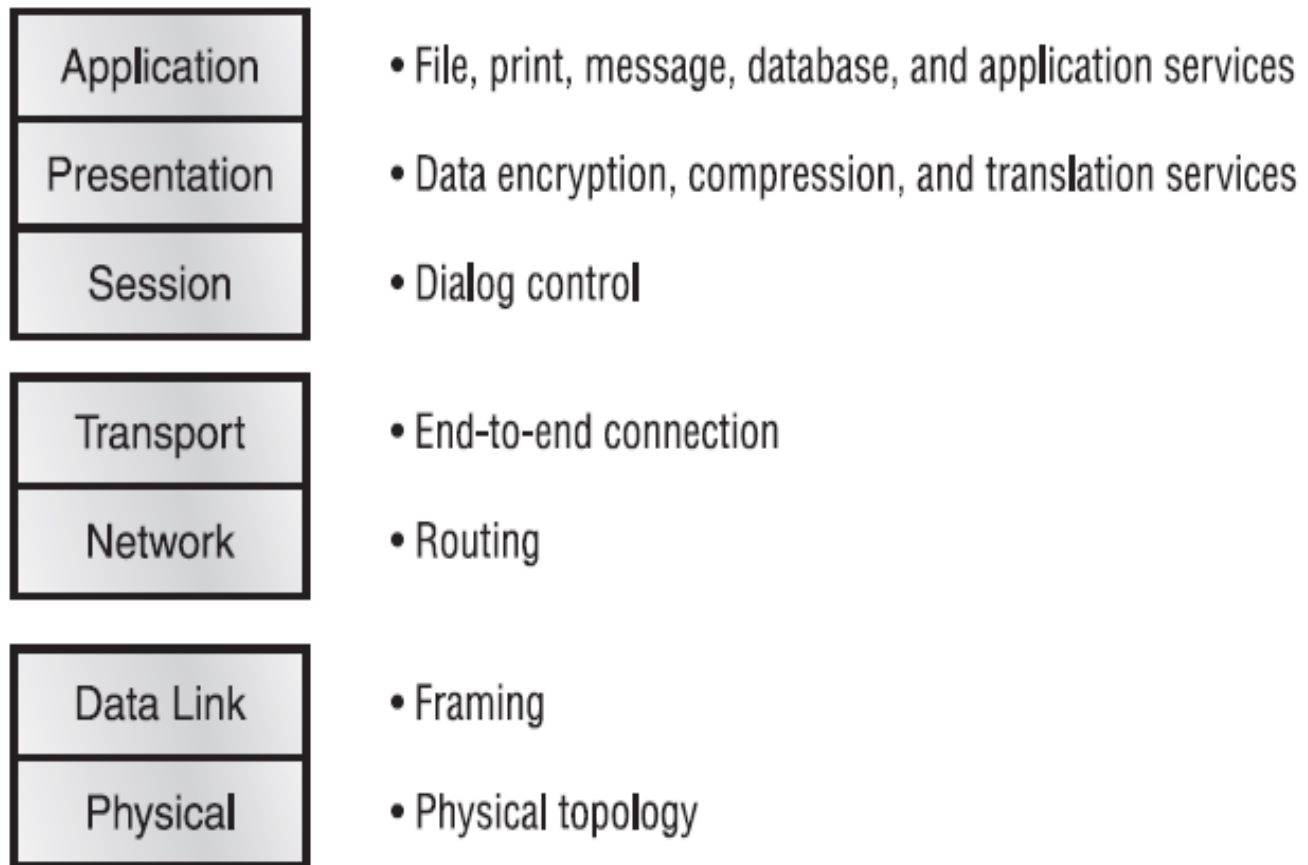 Application • File, print, message, database, and application services
Presentation • Data encryption, compression, and translation services
Session • Dialog control
Transport • End-to-end connection
Network • Routing
Data Link • Framing
Physical • Physical topology